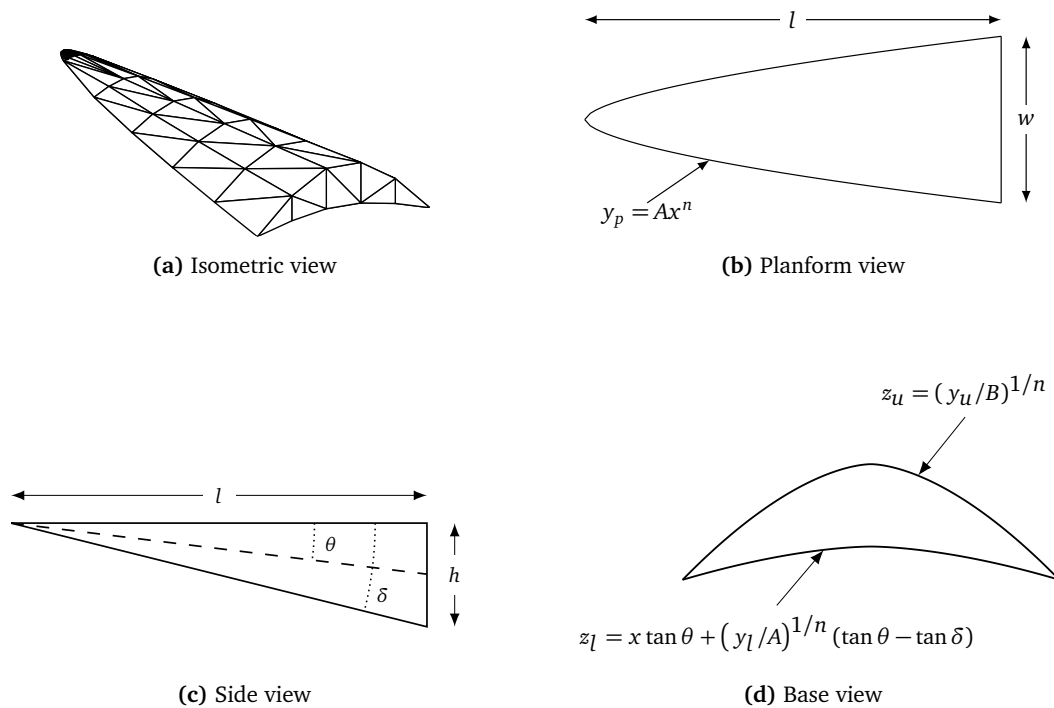 (a) Isometric view
l
w
y_p = Ax^n
(b) Planform view
l
θ
δ
h
(c) Side view
z_u = (y_u/B)^{1/n}
z_l = x tan θ + (y_l/A)^{1/n} (tan θ − tan δ)
(d) Base view